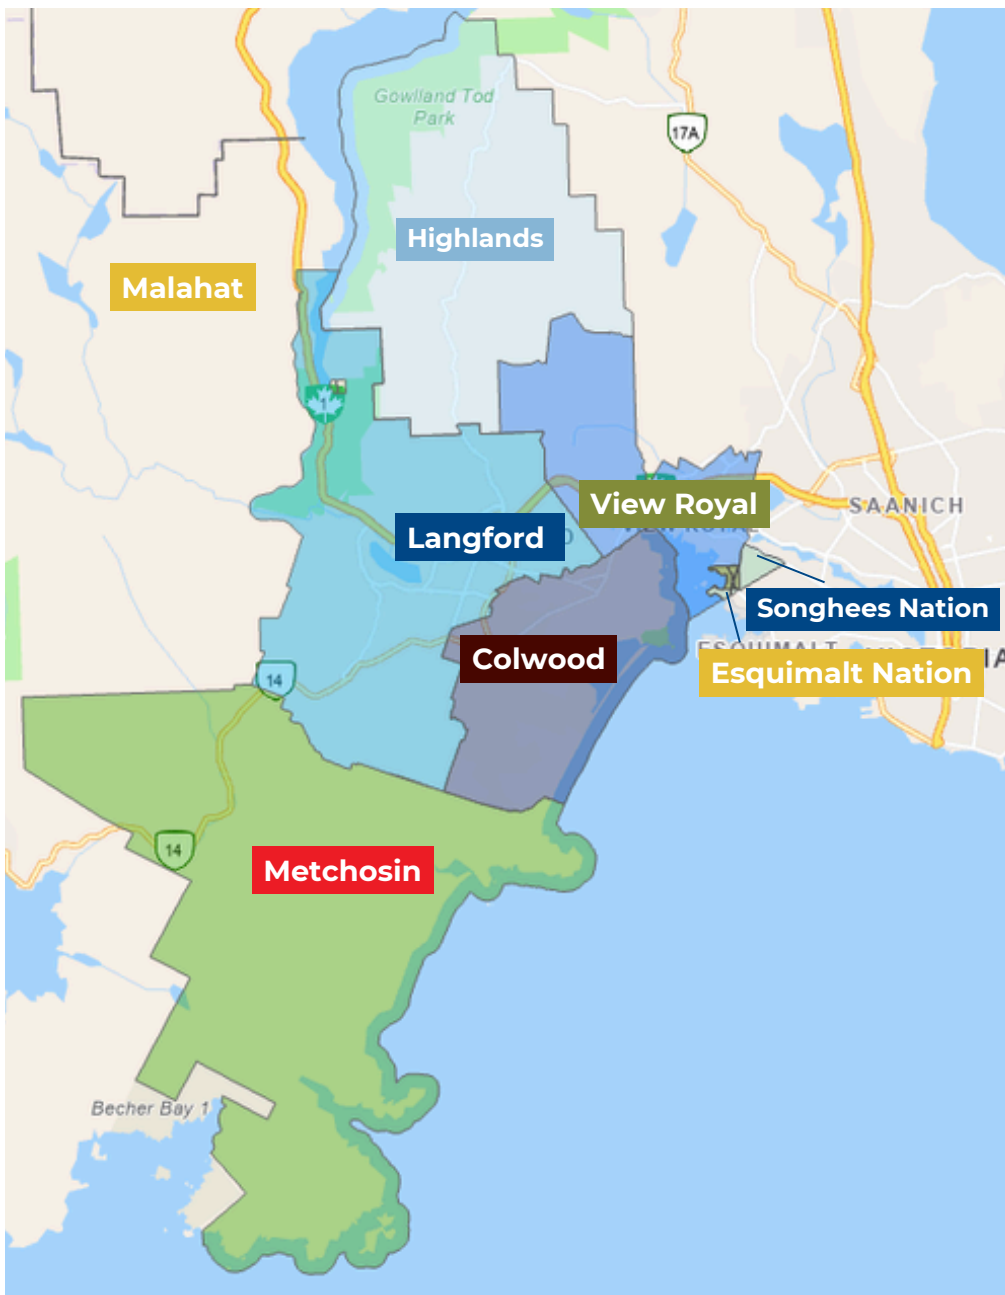 Gowlland Tod
Park
17A
Highlands
Malahat
1
View Royal
SAANICH
Langford
Songhees Nation
ESQUIMALT
Colwood
Esquimalt Nation
14
14
Metchosin
Becher Bay 1